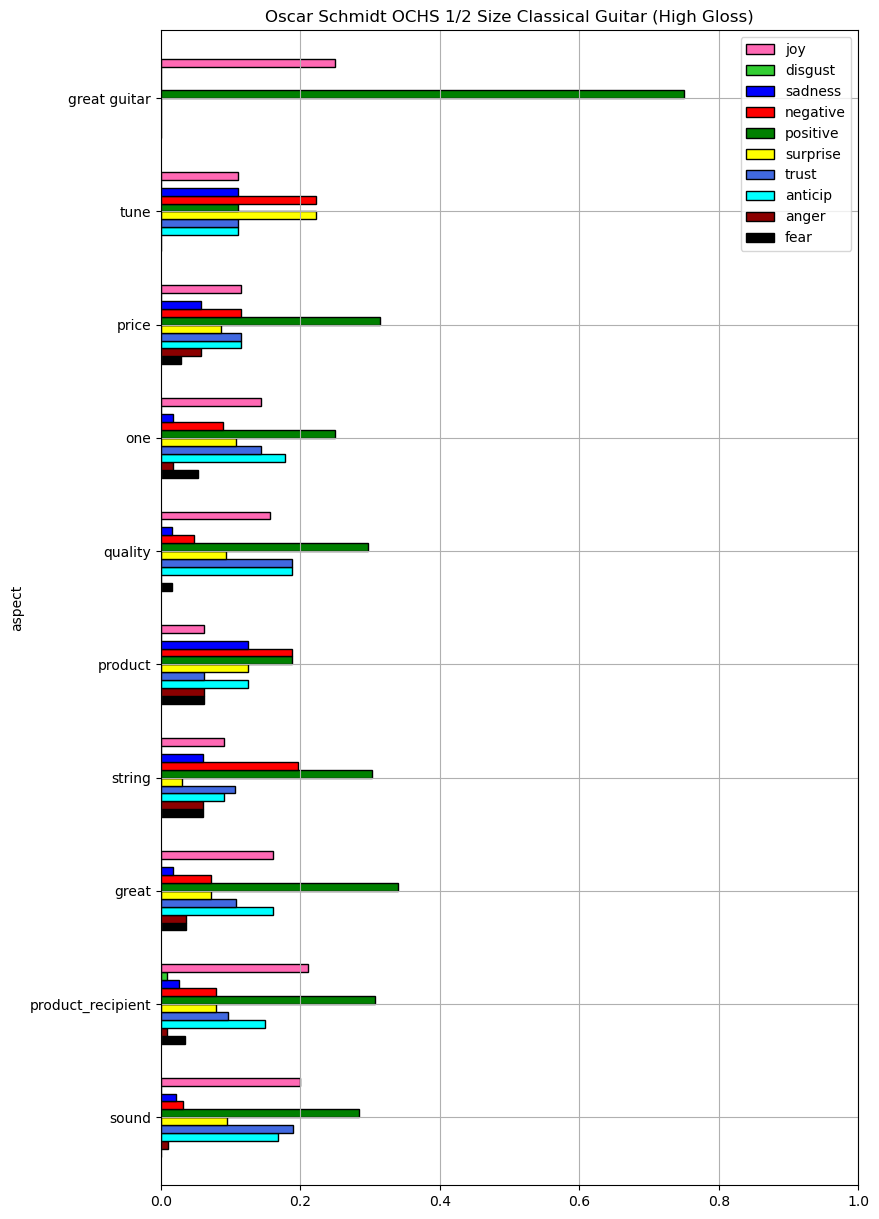 Oscar Schmidt OCHS 1/2 Size Classical Guitar (High Gloss)
joy
disgust
sadness
negative
positive
surprise
trust
anticip
anger
fear
great guitar
tune
price
one
quality
product
string
great
product_recipient
sound
aspect
0.0 0.2 0.4 0.6 0.8 1.0